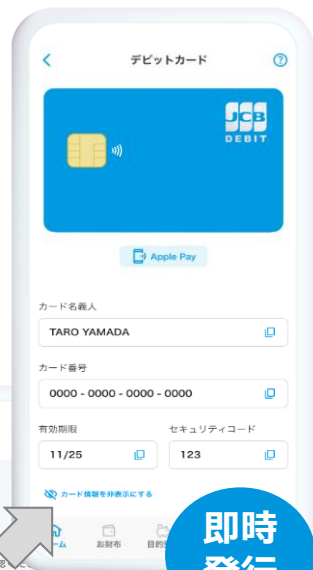 デビットカード
JCB
DEBIT
Apple Pay
カード名義人
TARO YAMADA
カード番号
0000 - 0000 - 0000 - 0000
有効期限
セキュリティコード
11/25
123
カード情報を非表示にする
お財布
即時
発行